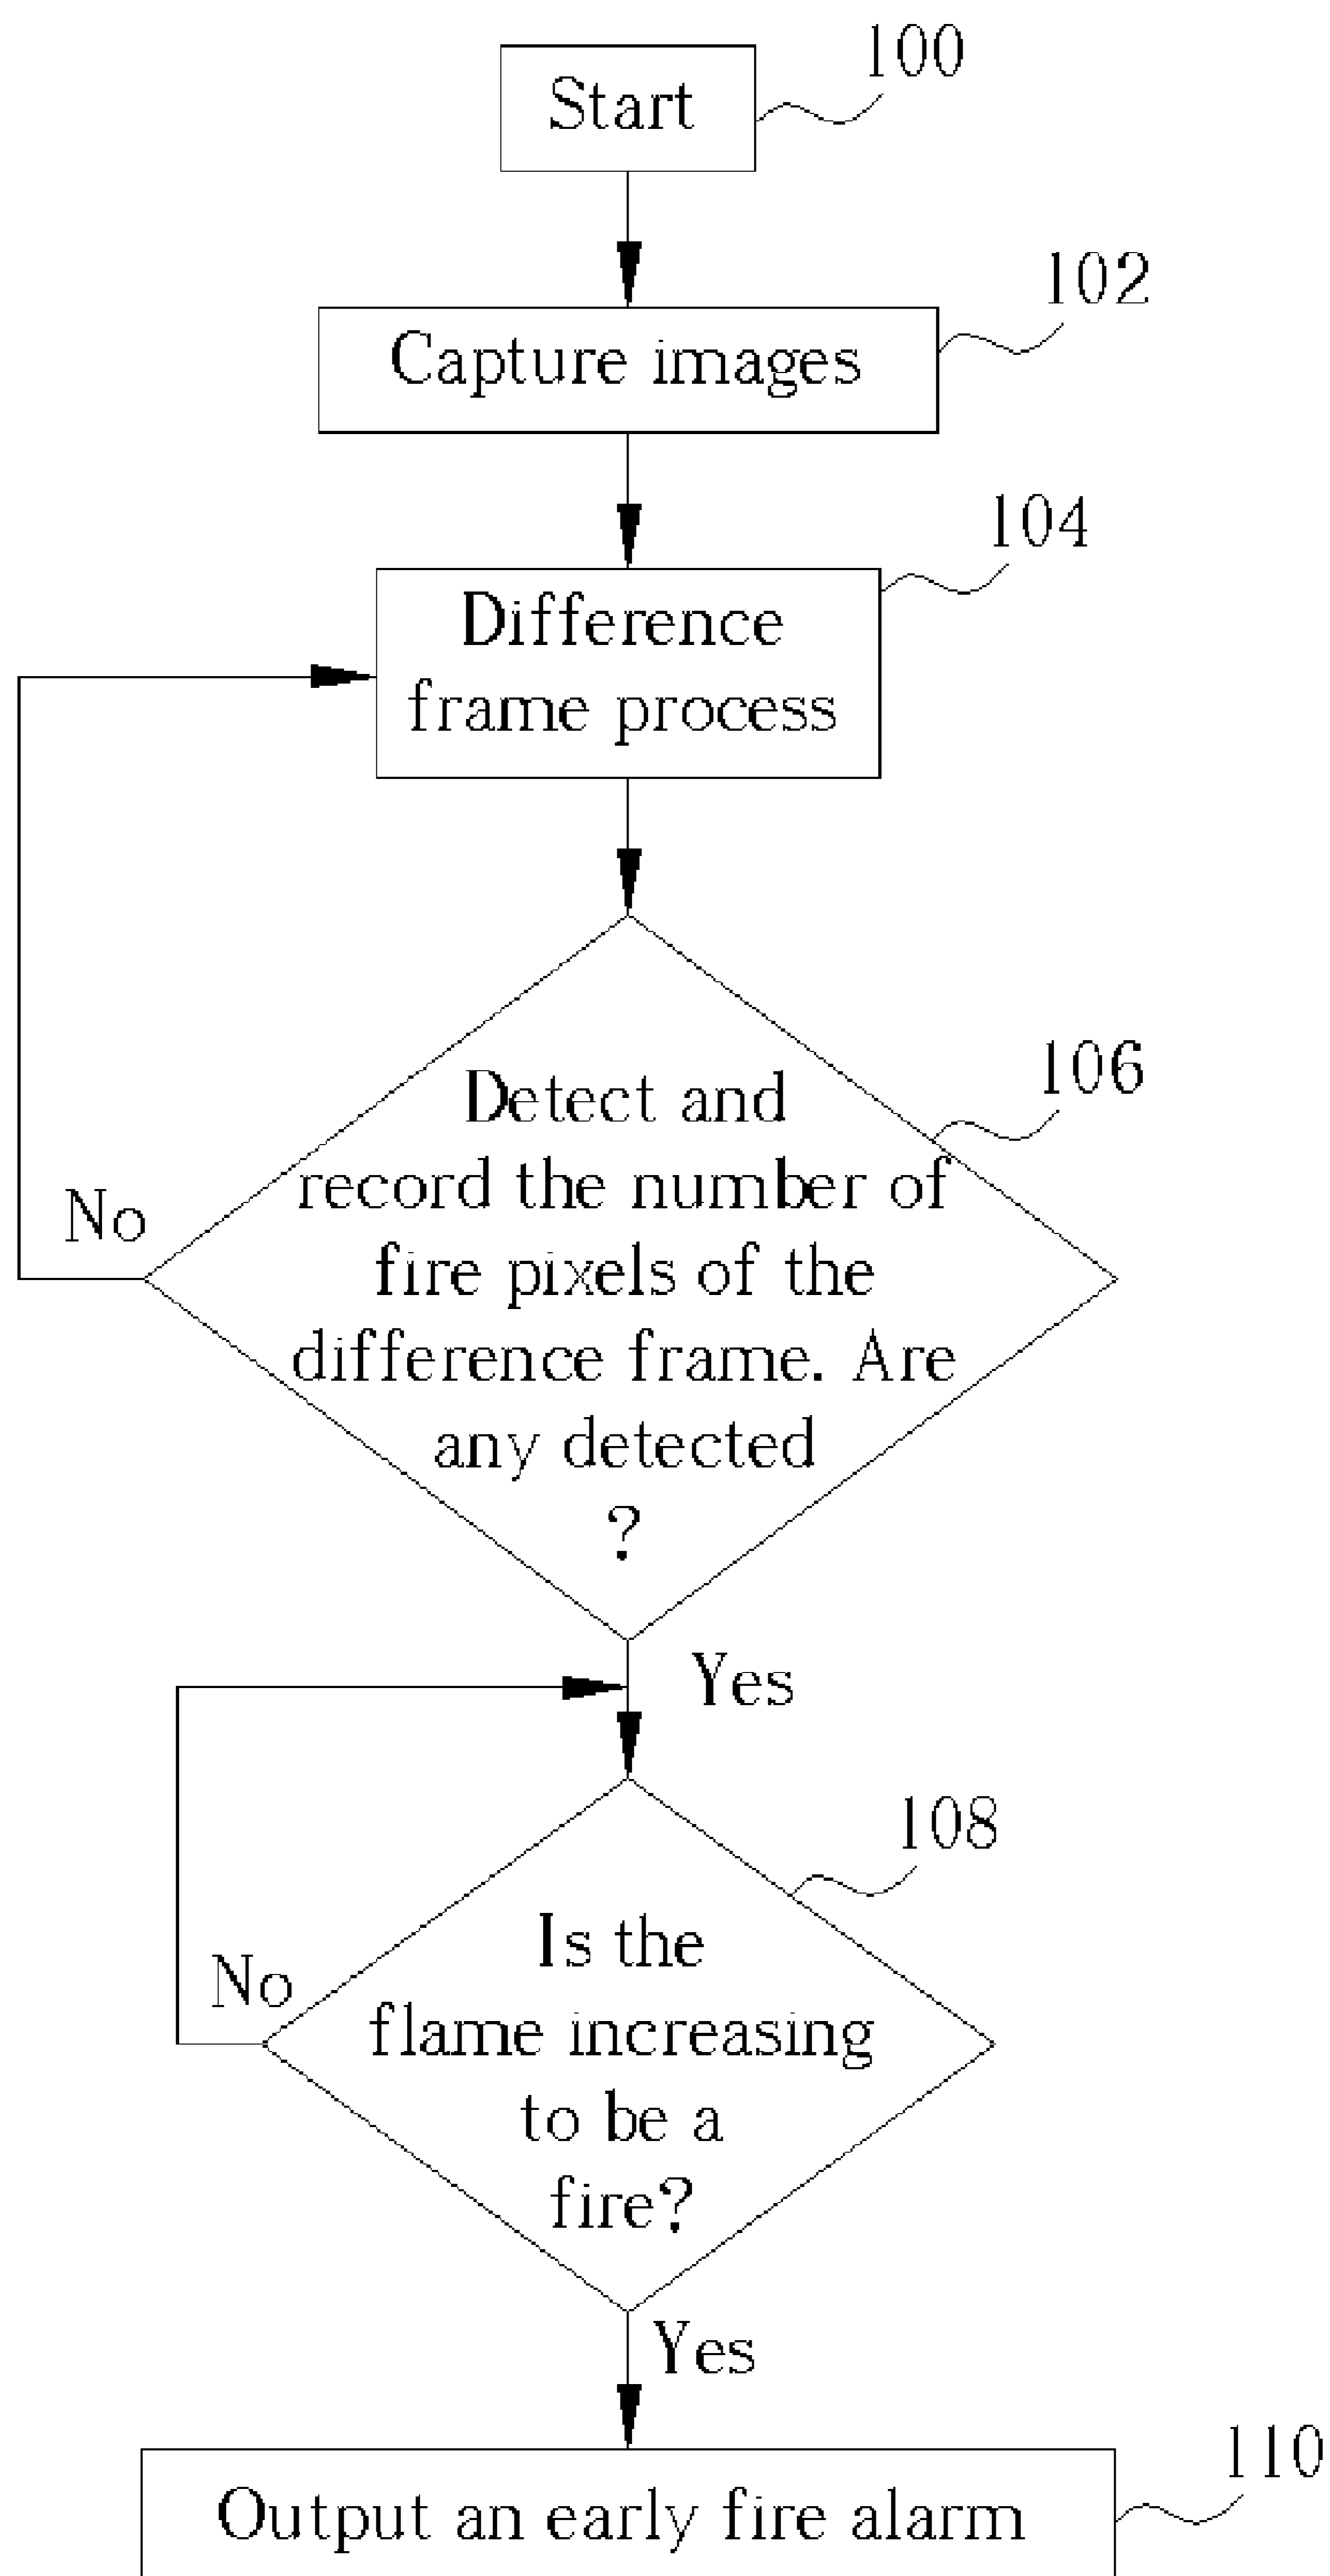 100
Start
102
Capture images
104
Difference
frame process
106
Detect and
record the number of
No
fire pixels of the
difference frame. Are
any detected
?
Yes
108
Is the
No
flame increasing
to be a
fire?
Yes
110
Output an early fire alarm